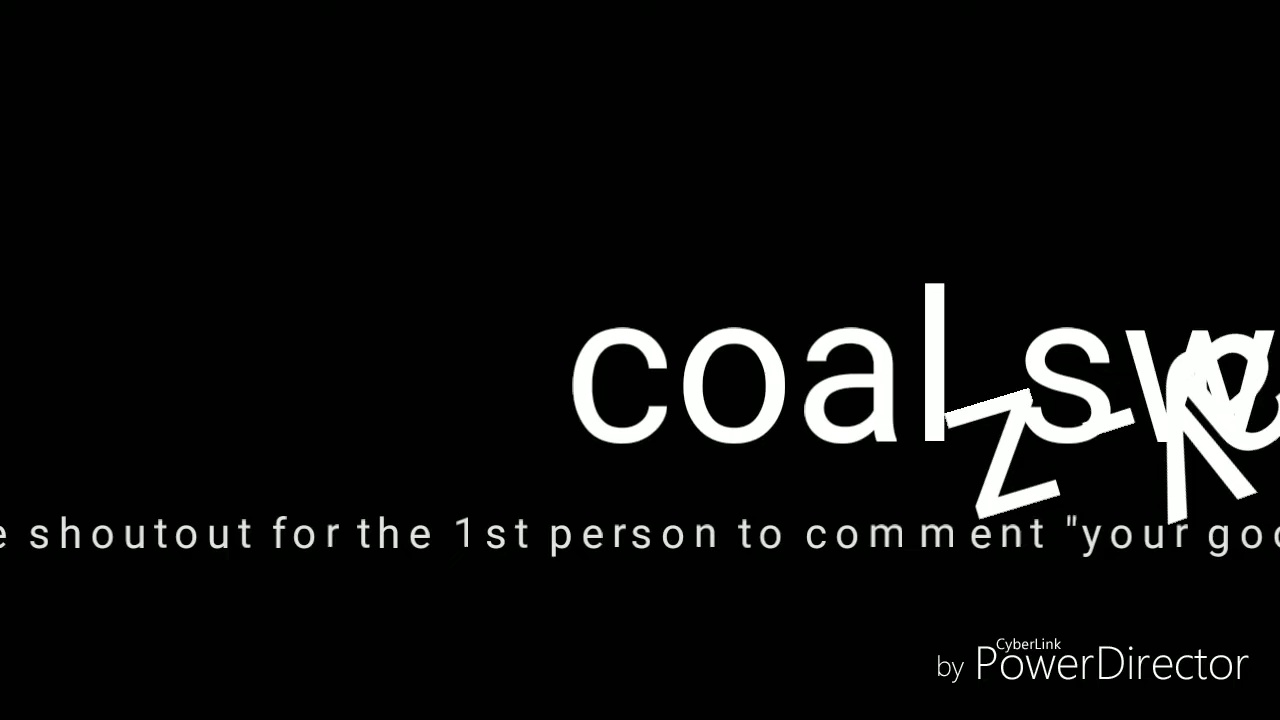 coal
e shoutout for the 1st person to comment "your goo
by CyberLink PowerDirector